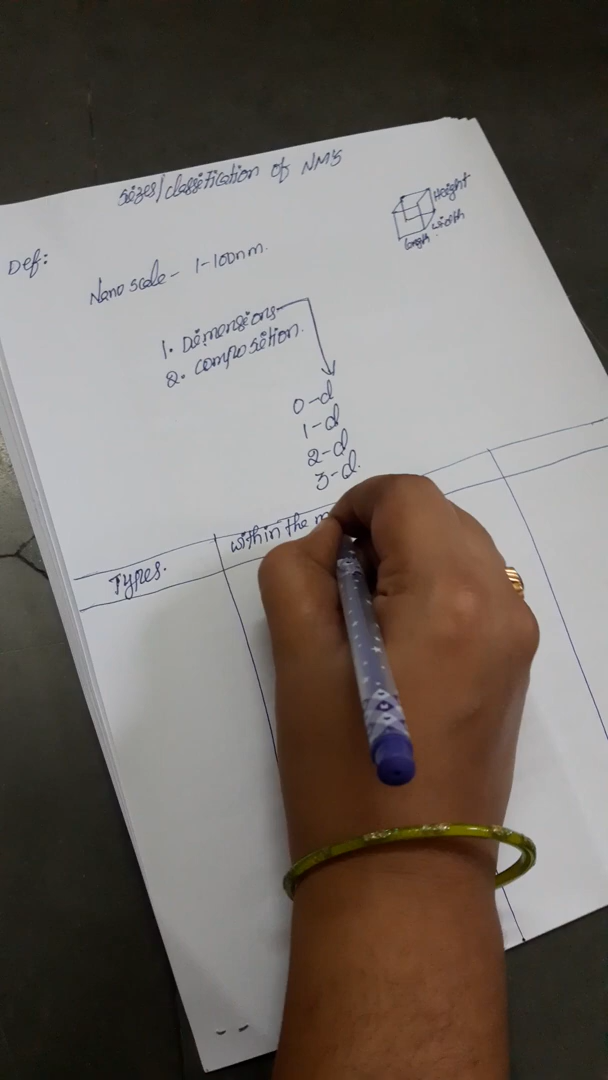 Sizes/classification of NM's
Height
width
length
Def:
Nano scale - 1-100nm.
1. Dimensions
2. composition.
0-d
1-d
2-d
3-d.
Types.
within the